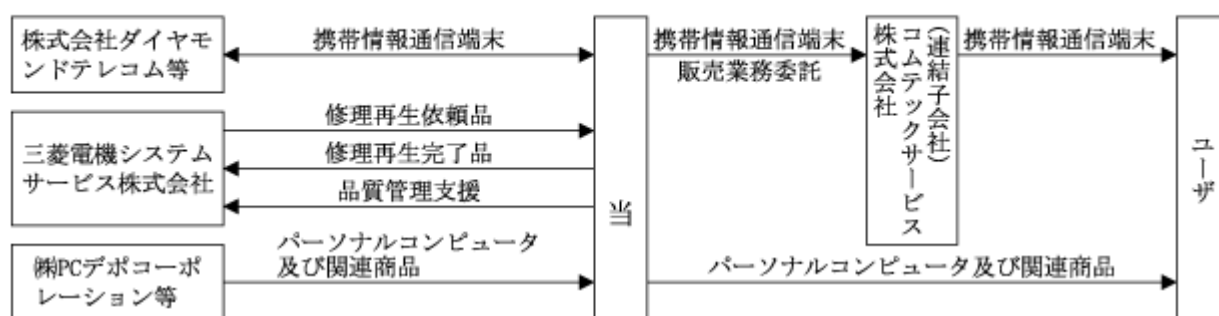 株式会社ダイヤモ
ンドテレコム等
携帯情報通信端末
三菱電機システム
サービス株式会社
修理再生依頼品
修理再生完了品
品質管理支援
㈱PCデポコーポ
レーション等
パーソナルコンピュータ
及び関連商品
携帯情報通信端末
販売業務委託
(連結子会社)
コムテックサービス
株式会社
携帯情報通信端末
パーソナルコンピュータ及び関連商品
ユーザ